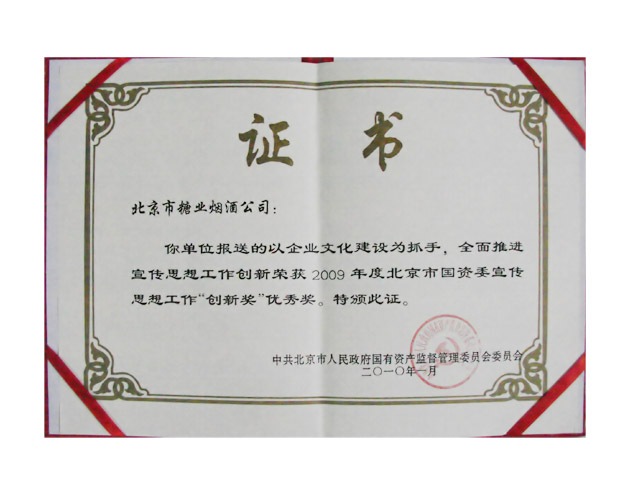 证 书
北京市糖业烟酒公司：
你单位报送的以企业文化建设为抓手，全面推进
宣传思想工作创新荣获 2009 年度北京市国资委宣传
思想工作“创新奖”优秀奖。特颁此证。
中共北京市人民政府国有资产监督管理委员会委员会
二〇一〇年一月